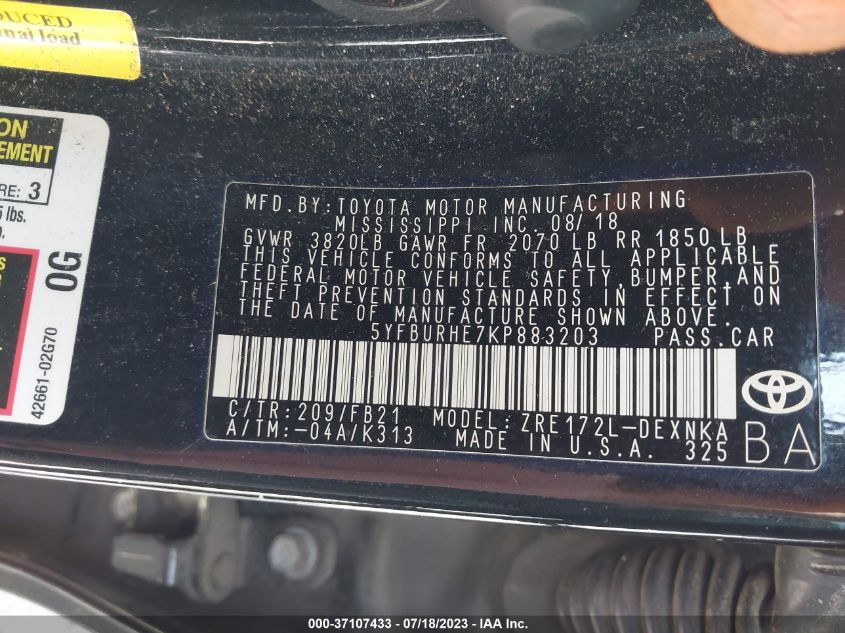 DUCED
onal load
ON
EMENT
RE: 3
5 lbs.
0G
42661-02G70
MFD.BY:TOYOTA MOTOR MANUFACTURING
MISSISSIPPI INC. 08/18
GVWR 3820LB GAWR FR 2070 LB RR 1850 LB
THIS VEHICLE CONFORMS TO ALL APPLICABLE
FEDERAL MOTOR VEHICLE SAFETY,BUMPER,AND
THEFT PREVENTION STANDARDS IN EFFECT ON
THE DATE OF MANUFACTURE SHOWN ABOVE.
5YFBURHE7KP883203 PASS.CAR
C/TR:209/FB21 MODEL:ZRE172L-DEXNKA
A/TM:-04A/K313 MADE IN U.S.A. 325
BA
000-37107433 - 07/18/2023 - © Copyright 2023 IAA, Inc.